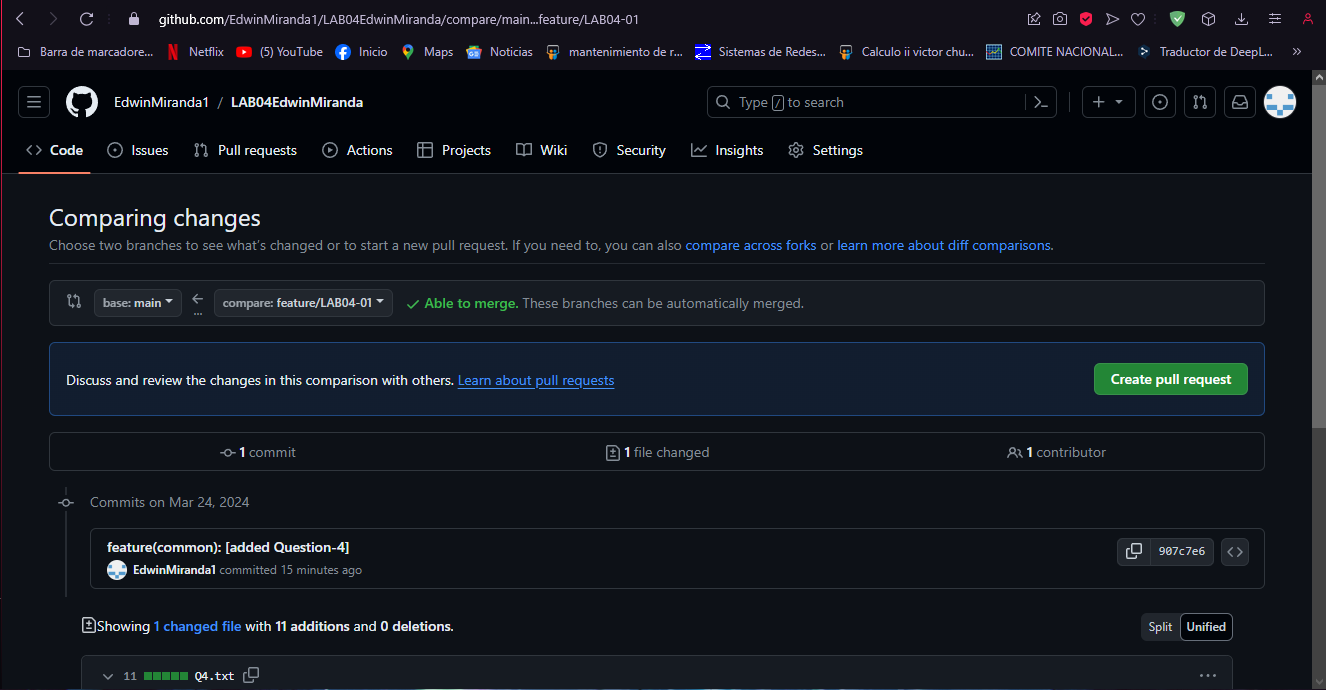 github.com/EdwinMiranda1/LAB04EdwinMiranda/compare/main...feature/LAB04-01
Barra de marcadore... Netflix (5) YouTube Inicio Maps Noticias mantenimiento de r... Sistemas de Redes... Calculo ii victor chu... COMITE NACIONAL... Traductor de DeepL... »
EdwinMiranda1 / LAB04EdwinMiranda Type / to search
Code Issues Pull requests Actions Projects Wiki Security Insights Settings
Comparing changes
Choose two branches to see what's changed or to start a new pull request. If you need to, you can also compare across forks or learn more about diff comparisons.
base: main ← compare: feature/LAB04-01 ✓ Able to merge. These branches can be automatically merged.
...
Discuss and review the changes in this comparison with others. Learn about pull requests Create pull request
1 commit 1 file changed 1 contributor
Commits on Mar 24, 2024
feature(common): [added Question-4]
EdwinMiranda1 committed 15 minutes ago 907c7e6
Showing 1 changed file with 11 additions and 0 deletions. Split Unified
11 Q4.txt ...